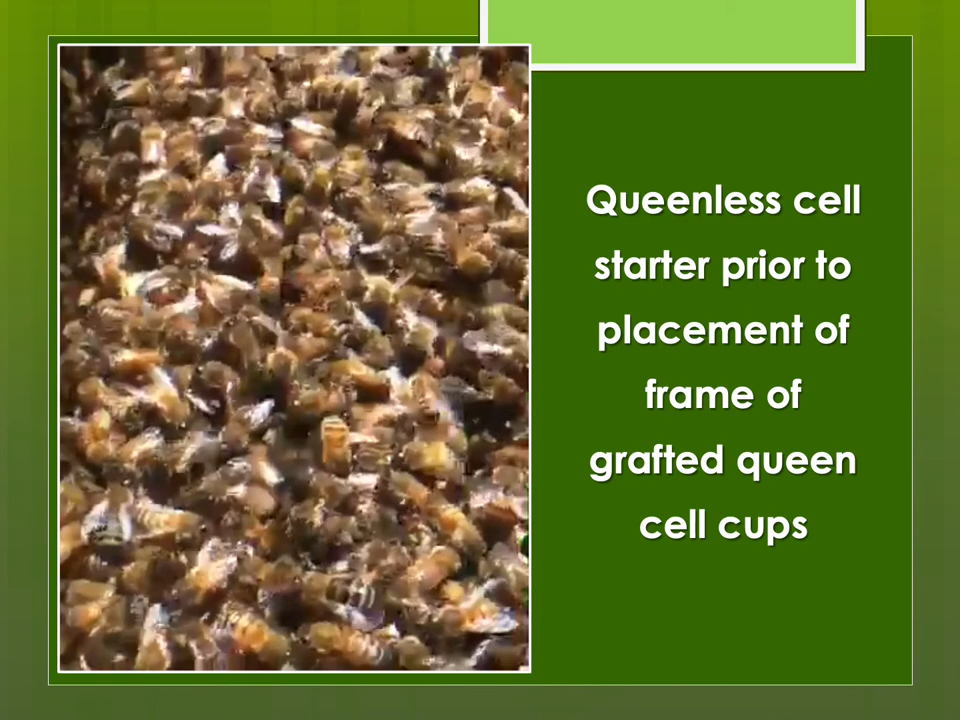 Queenless cell
starter prior to
placement of
frame of
grafted queen
cell cups